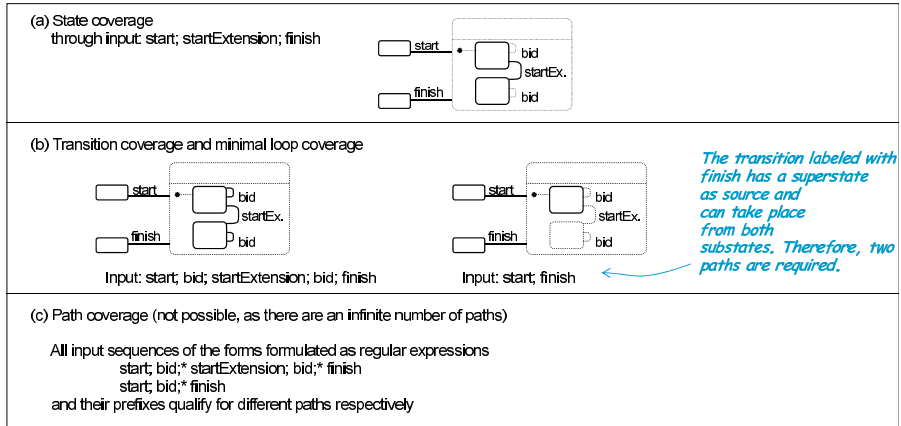 (a) State coverage
through input: start; startExtension; finish
start
bid
startEx.
finish
bid
(b) Transition coverage and minimal loop coverage
start
bid
startEx.
finish
bid
Input: start; bid; startExtension; bid; finish
start
bid
startEx.
finish
bid
Input: start; finish
The transition labeled with
finish has a superstate
as source and
can take place
from both
substates. Therefore, two
paths are required.
(c) Path coverage (not possible, as there are an infinite number of paths)
All input sequences of the forms formulated as regular expressions
start; bid;* startExtension; bid;* finish
start; bid;* finish
and their prefixes qualify for different paths respectively